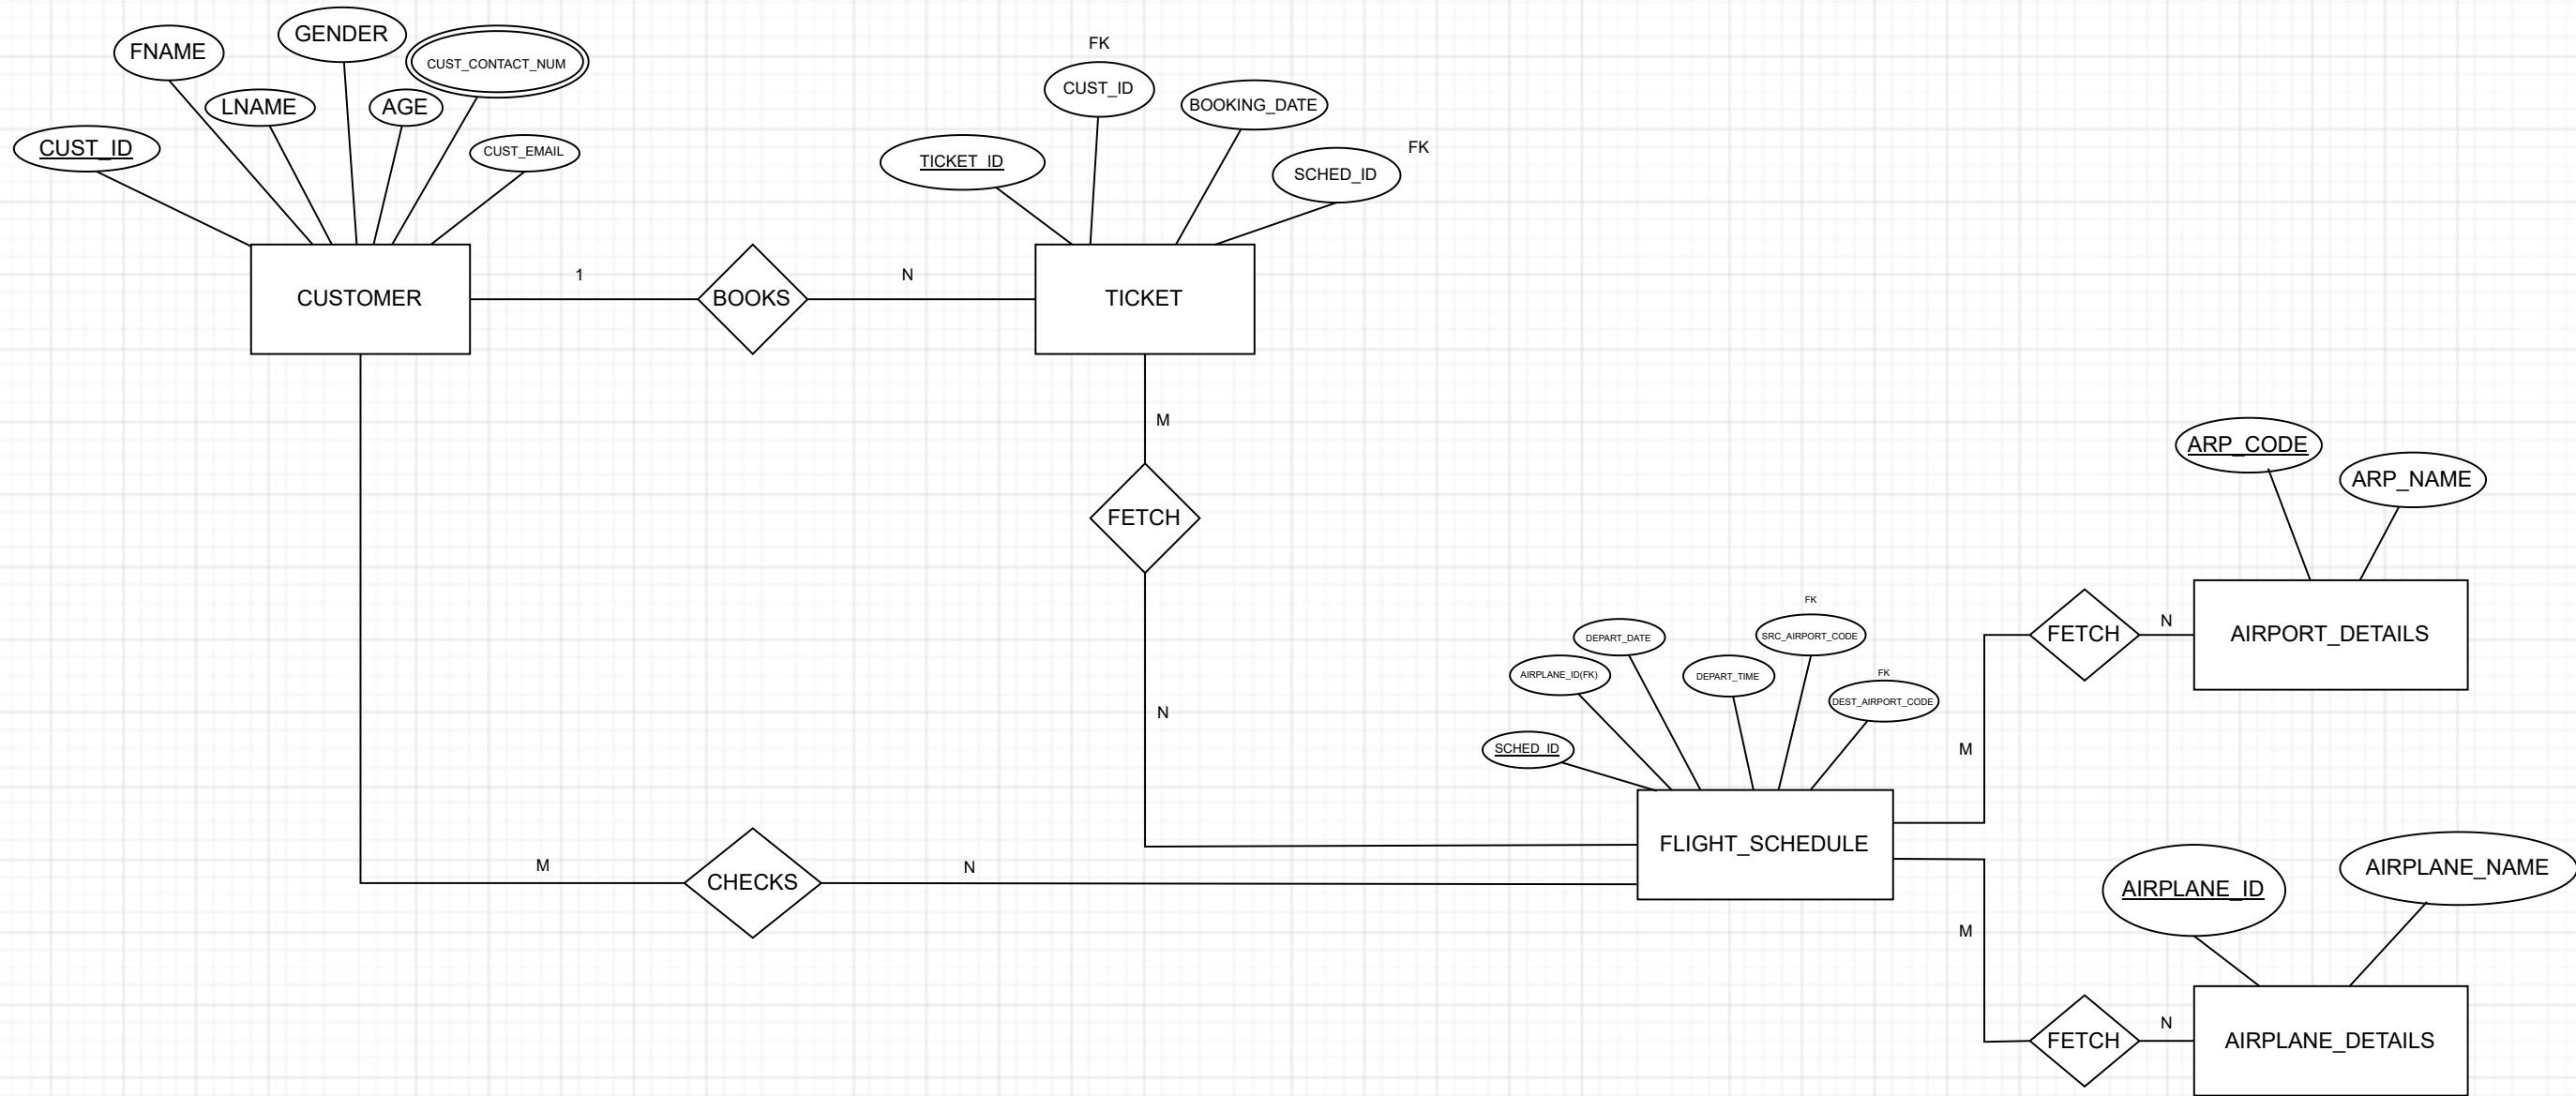 GENDER
FNAME
CUST_CONTACT_NUM
LNAME
AGE
CUST_ID
CUST_EMAIL
FK
CUST_ID
BOOKING_DATE
TICKET_ID
FK
SCHED_ID
CUSTOMER
1
BOOKS
N
TICKET
M
FETCH
N
ARP_CODE
ARP_NAME
FK
DEPART_DATE
SRC_AIRPORT_CODE
AIRPLANE_ID(FK)
DEPART_TIME
FK
DEST_AIRPORT_CODE
SCHED_ID
FETCH
N
AIRPORT_DETAILS
M
FLIGHT_SCHEDULE
M
CHECKS
N
AIRPLANE_NAME
AIRPLANE_ID
M
FETCH
N
AIRPLANE_DETAILS